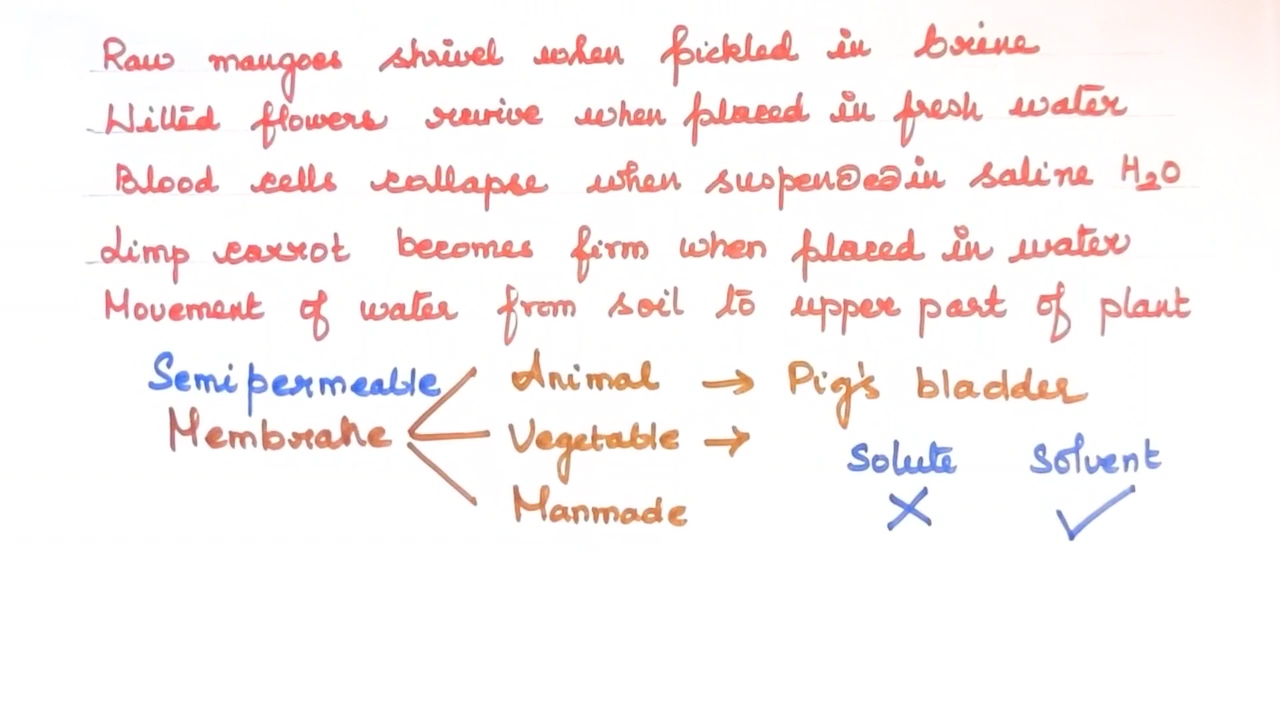 Raw mangoes shrivel when pickled in brine
Wilted flowers revive when placed in fresh water
Blood cells collapse when suspended in saline H₂O
Limp carrot becomes firm when placed in water
Movement of water from soil to upper part of plant
Semipermeable Animal → Pig's bladder
Membrane Vegetable →
Solute Solvent
Manmade ✗ ✓